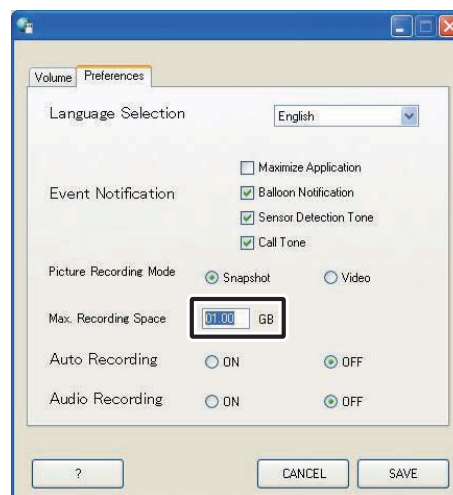 Volume Preferences
Language Selection English
Maximize Application
Event Notification
Balloon Notification
Sensor Detection Tone
Call Tone
Picture Recording Mode Snapshot Video
Max. Recording Space 01.00 GB
Auto Recording ON OFF
Audio Recording ON OFF
? CANCEL SAVE